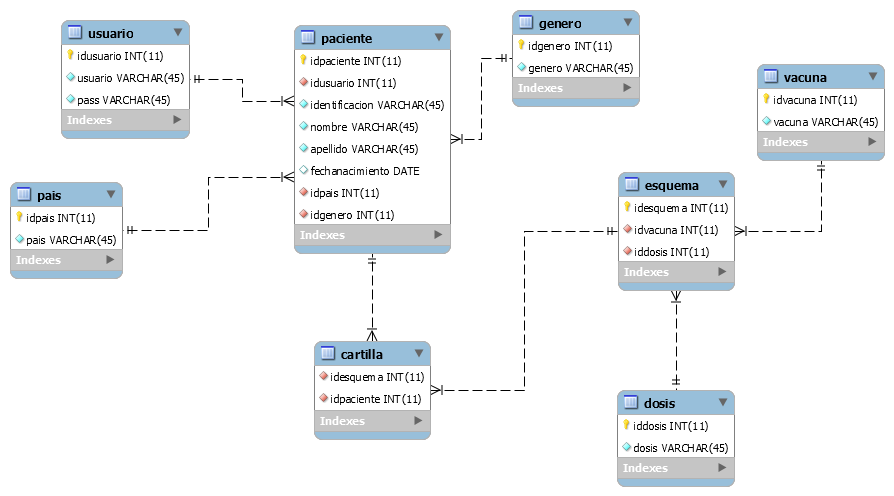 usuario
idusuario INT(11)
usuario VARCHAR(45)
pass VARCHAR(45)
Indexes
paciente
idpaciente INT(11)
idusuario INT(11)
identificacion VARCHAR(45)
nombre VARCHAR(45)
apellido VARCHAR(45)
fechanacimiento DATE
idpais INT(11)
idgenero INT(11)
Indexes
genero
idgenero INT(11)
genero VARCHAR(45)
Indexes
vacuna
idvacuna INT(11)
vacuna VARCHAR(45)
Indexes
pais
idpais INT(11)
pais VARCHAR(45)
Indexes
esquema
idesquema INT(11)
idvacuna INT(11)
iddosis INT(11)
Indexes
cartilla
idesquema INT(11)
idpaciente INT(11)
Indexes
dosis
iddosis INT(11)
dosis VARCHAR(45)
Indexes